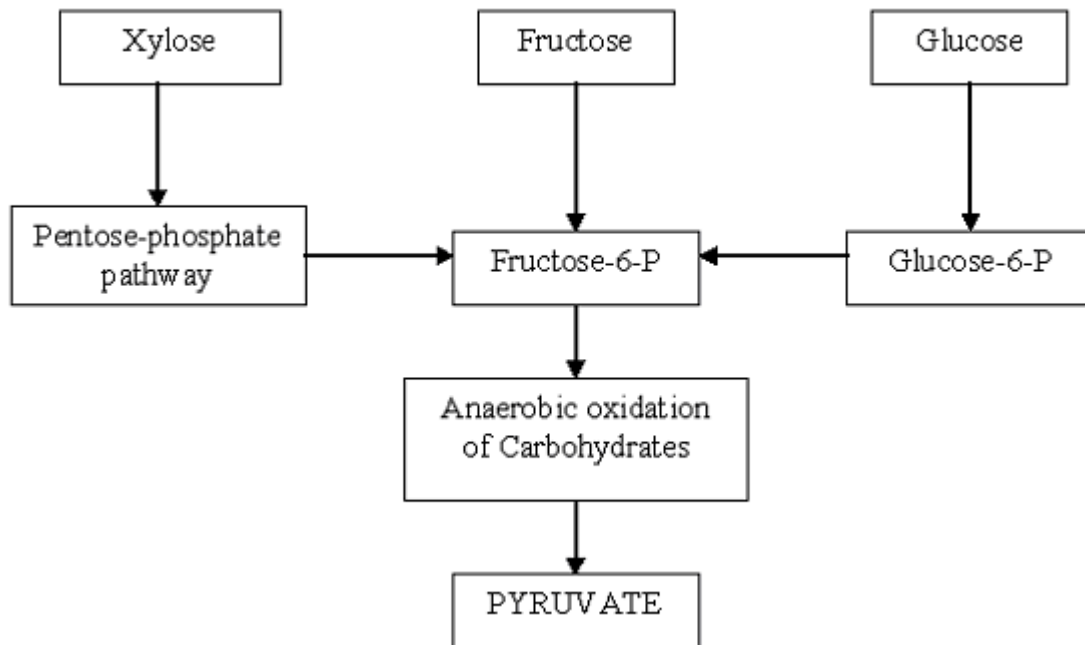 Xylose
Fructose
Glucose
Pentose-phosphate
pathway
Fructose-6-P
Glucose-6-P
Anaerobic oxidation
of Carbohydrates
PYRUVATE